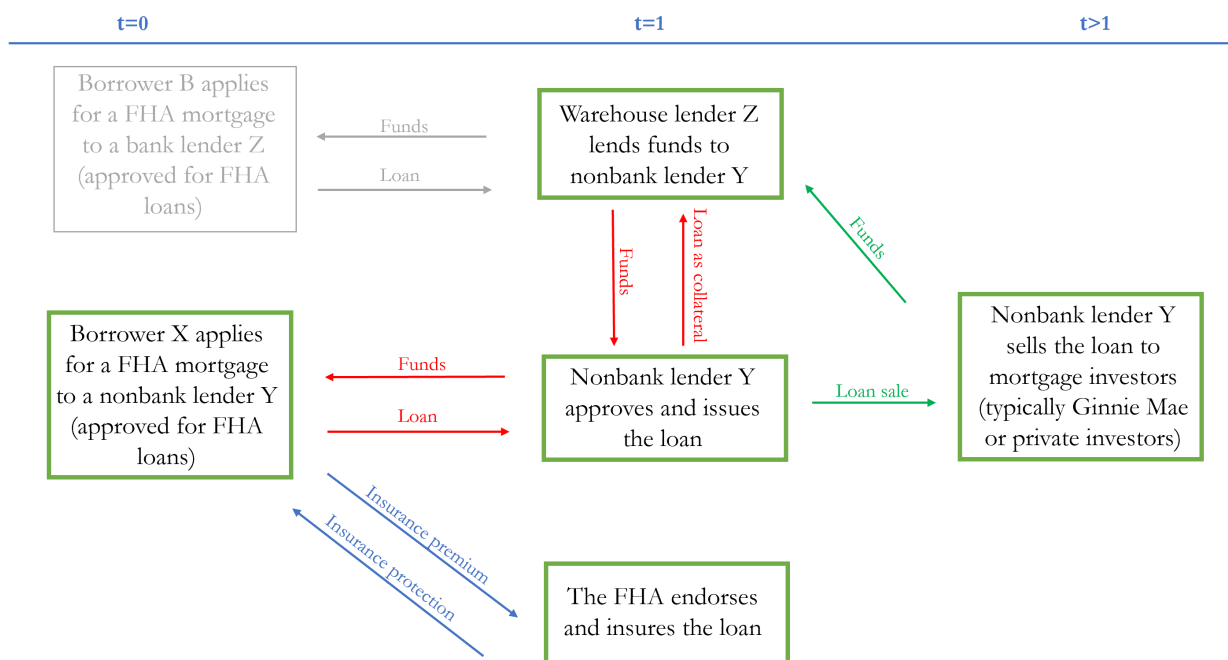 t=0
t=1
t>1
Borrower B applies
for a FHA mortgage
to a bank lender Z
(approved for FHA
loans)
Funds
Loan
Warehouse lender Z
lends funds to
nonbank lender Y
Funds
Loan as collateral
Funds
Borrower X applies
for a FHA mortgage
to a nonbank lender Y
(approved for FHA
loans)
Funds
Loan
Nonbank lender Y
approves and issues
the loan
Loan sale
Nonbank lender Y
sells the loan to
mortgage investors
(typically Ginnie Mae
or private investors)
Insurance premium
Insurance protection
The FHA endorses
and insures the loan